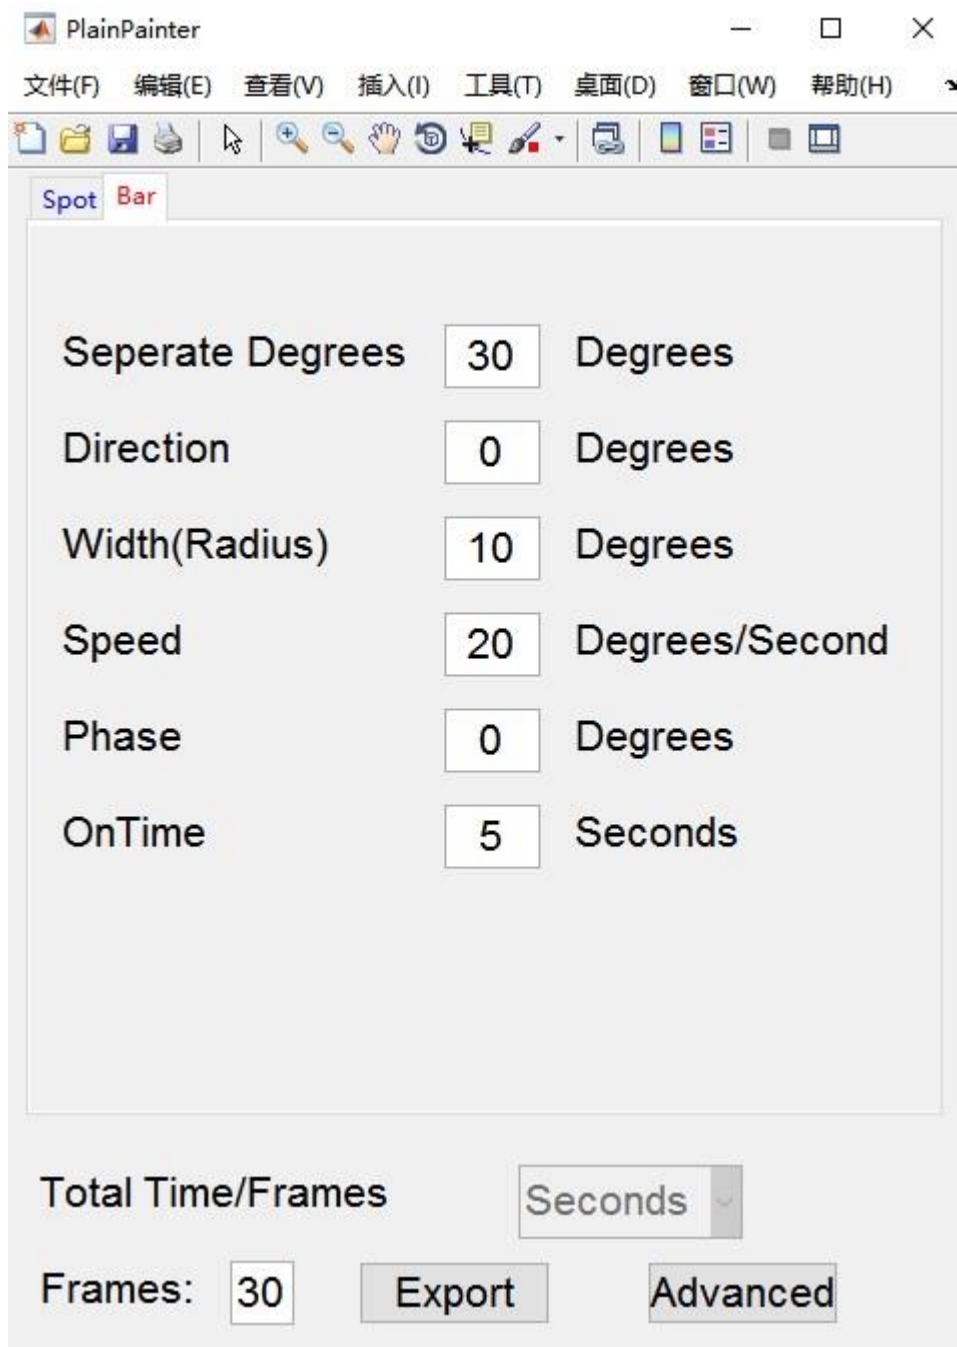 PlainPainter
文件(F) 编辑(E) 查看(V) 插入(I) 工具(T) 桌面(D) 窗口(W) 帮助(H)
Spot Bar
Seperate Degrees 30 Degrees
Direction 0 Degrees
Width(Radius) 10 Degrees
Speed 20 Degrees/Second
Phase 0 Degrees
OnTime 5 Seconds
Total Time/Frames Seconds
Frames: 30 Export Advanced